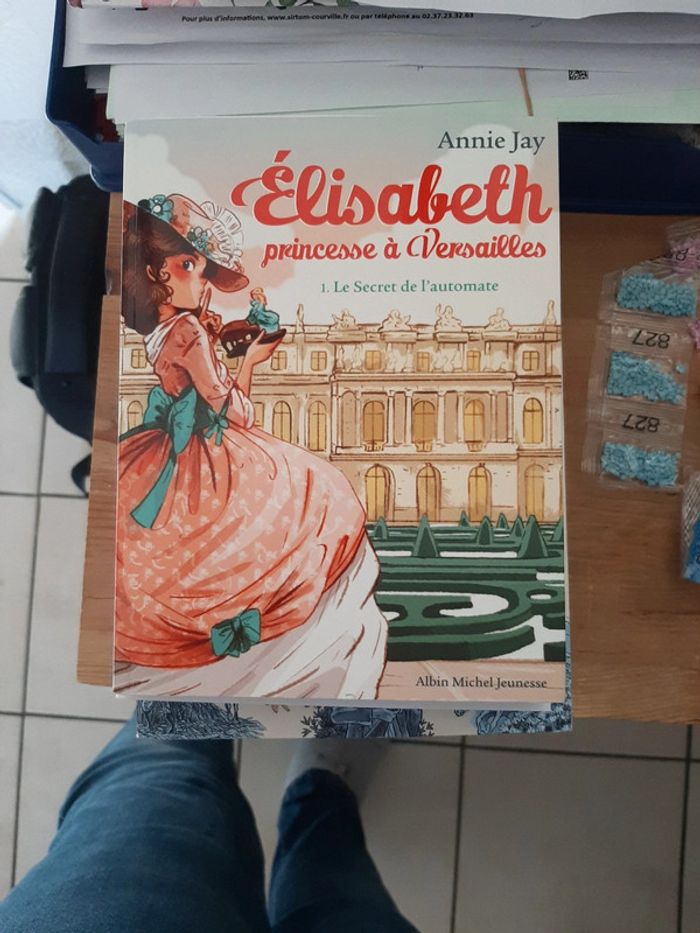 Pour plus d'informations, www.sirtom-courville.fr ou par téléphone au 02.37.23.32.63
Annie Jay
Élisabeth
princesse à Versailles
1. Le Secret de l'automate
827
827
Albin Michel Jeunesse